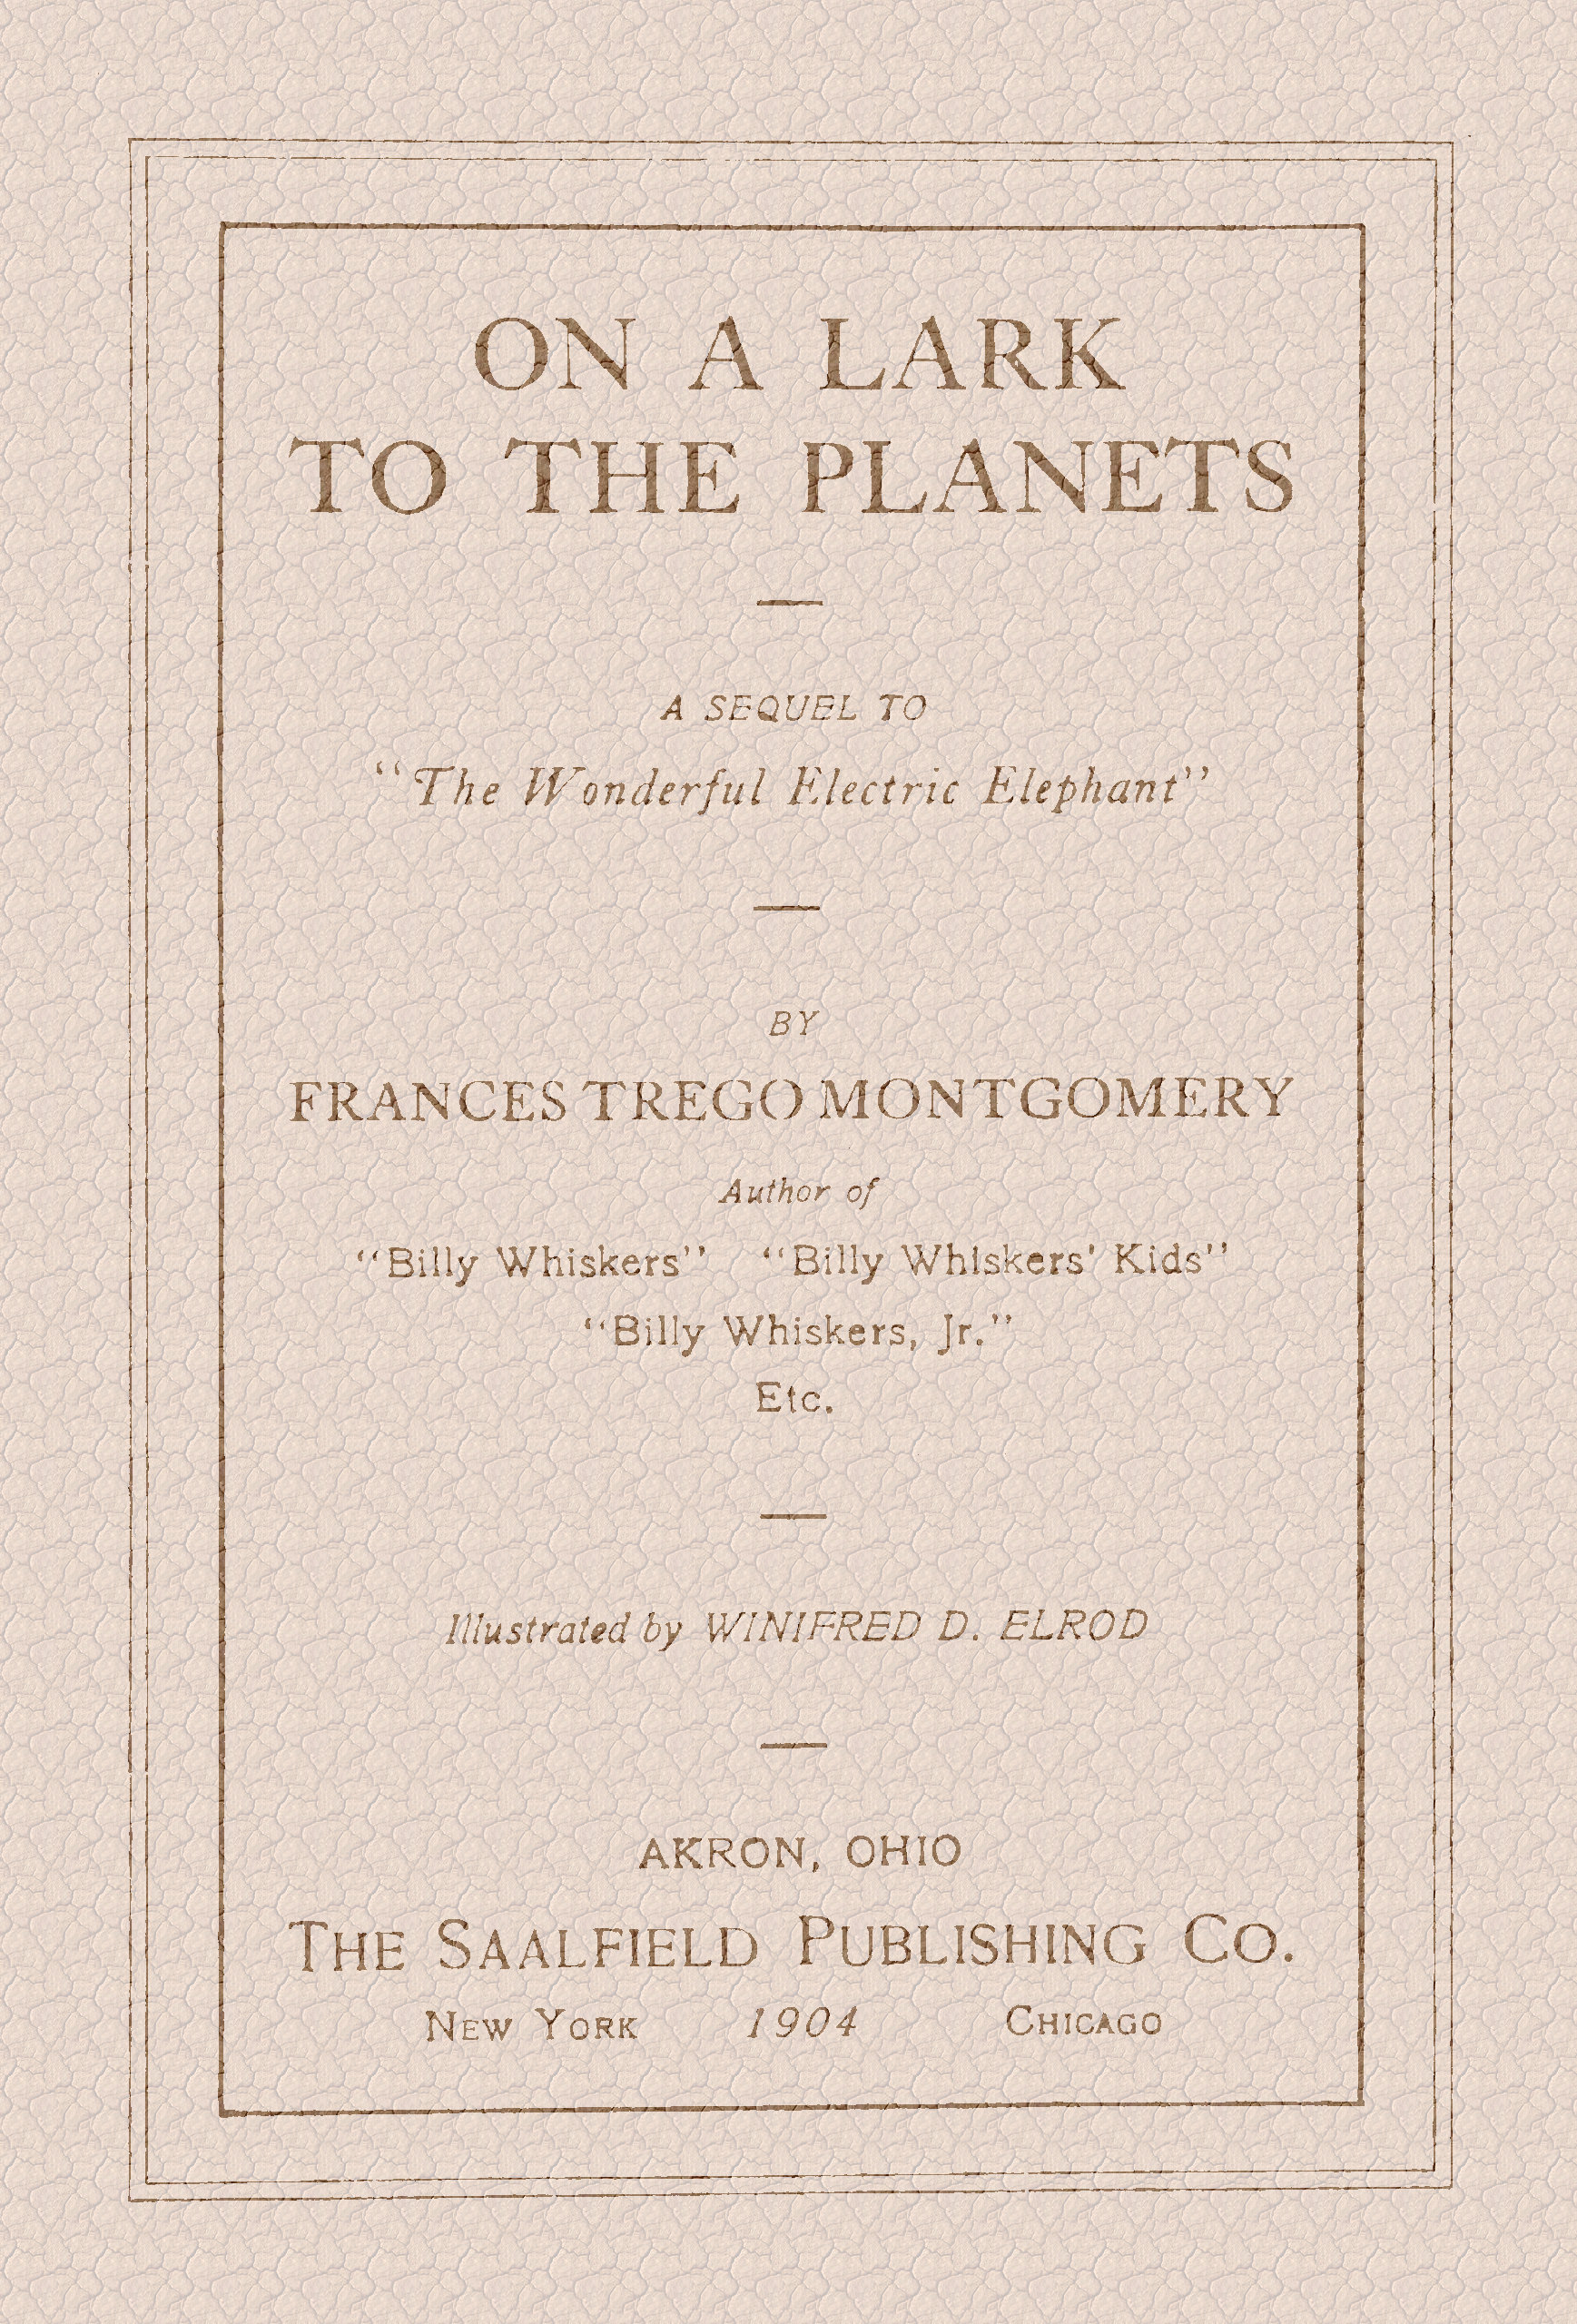 ON A LARK
TO THE PLANETS
A SEQUEL TO
"The Wonderful Electric Elephant"
BY
FRANCES TREGO MONTGOMERY
Author of
"Billy Whiskers" "Billy Whiskers' Kids"
"Billy Whiskers, Jr."
Etc.
Illustrated by WINIFRED D. ELROD
AKRON, OHIO
THE SAALFIELD PUBLISHING CO.
NEW YORK 1904 CHICAGO